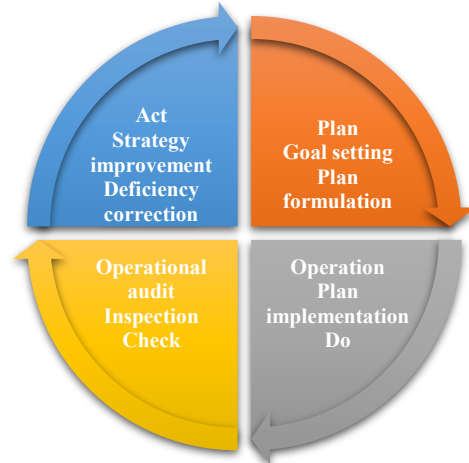 Act
Strategy
improvement
Deficiency
correction
Plan
Goal setting
Plan
formulation
Operational
audit
Inspection
Check
Operation
Plan
implementation
Do